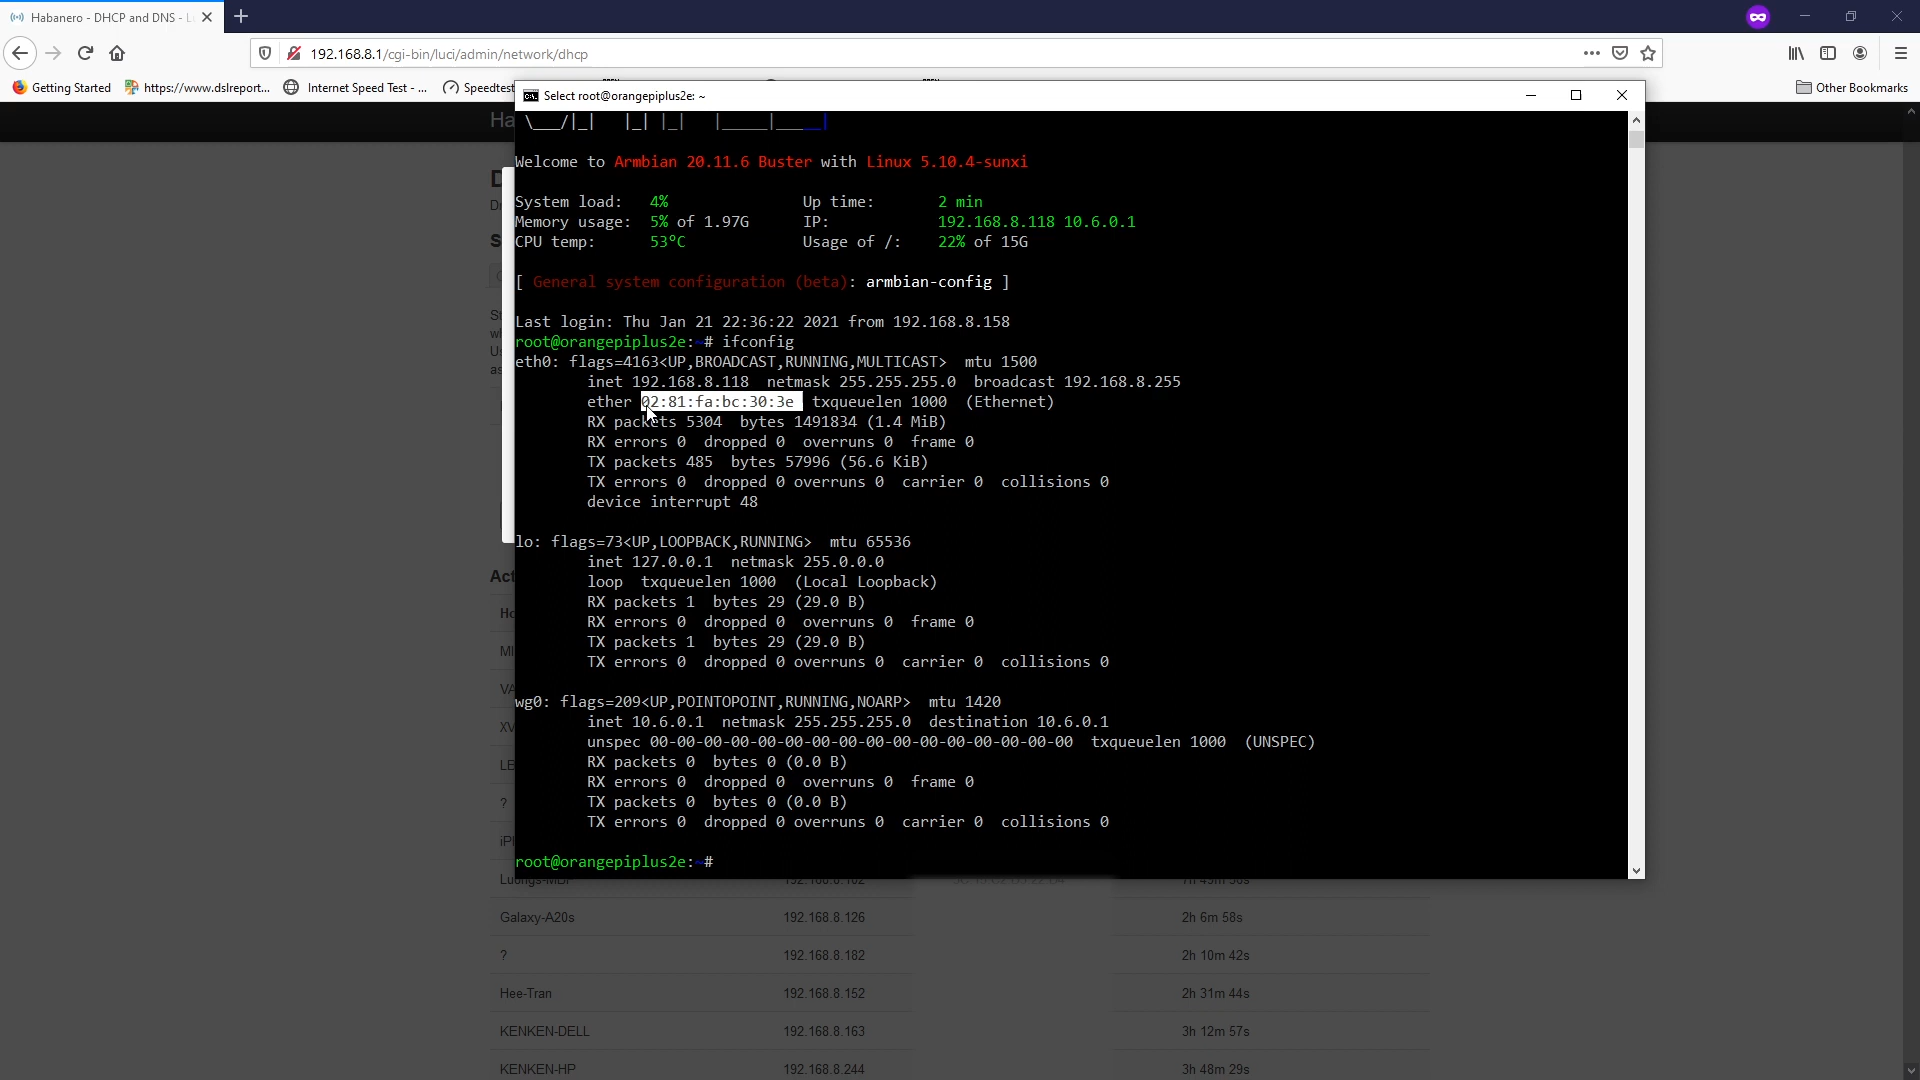 Habanero - DHCP and DNS - L
192.168.8.1/cgi-bin/luci/admin/network/dhcp
Getting Started
https://www.dslreport...
Internet Speed Test - ...
Speedtest
Other Bookmarks
Select root@orangepiplus2e: ~
Ha
Welcome to Armbian 20.11.6 Buster with Linux 5.10.4-sunxi
System load: 4% Up time: 2 min
Memory usage: 5% of 1.97G IP: 192.168.8.118 10.6.0.1
CPU temp: 53°C Usage of /: 22% of 15G
[ General system configuration (beta): armbian-config ]
Last login: Thu Jan 21 22:36:22 2021 from 192.168.8.158
root@orangepiplus2e:~# ifconfig
eth0: flags=4163<UP,BROADCAST,RUNNING,MULTICAST> mtu 1500
inet 192.168.8.118 netmask 255.255.255.0 broadcast 192.168.8.255
ether 02:81:fa:bc:30:3e txqueuelen 1000 (Ethernet)
RX packets 5304 bytes 1491834 (1.4 MiB)
RX errors 0 dropped 0 overruns 0 frame 0
TX packets 485 bytes 57996 (56.6 KiB)
TX errors 0 dropped 0 overruns 0 carrier 0 collisions 0
device interrupt 48
lo: flags=73<UP,LOOPBACK,RUNNING> mtu 65536
inet 127.0.0.1 netmask 255.0.0.0
loop txqueuelen 1000 (Local Loopback)
RX packets 1 bytes 29 (29.0 B)
RX errors 0 dropped 0 overruns 0 frame 0
TX packets 1 bytes 29 (29.0 B)
TX errors 0 dropped 0 overruns 0 carrier 0 collisions 0
wg0: flags=209<UP,POINTOPOINT,RUNNING,NOARP> mtu 1420
inet 10.6.0.1 netmask 255.255.255.0 destination 10.6.0.1
unspec 00-00-00-00-00-00-00-00-00-00-00-00-00-00-00-00 txqueuelen 1000 (UNSPEC)
RX packets 0 bytes 0 (0.0 B)
RX errors 0 dropped 0 overruns 0 frame 0
TX packets 0 bytes 0 (0.0 B)
TX errors 0 dropped 0 overruns 0 carrier 0 collisions 0
root@orangepiplus2e:~#
Act
Ho
MI
VA
XV
LE
?
iPh
Luongs-MBP 192.168.8.102
Galaxy-A20s 192.168.8.126 2h 6m 58s
? 192.168.8.182 2h 10m 42s
Hee-Tran 192.168.8.152 2h 31m 44s
KENKEN-DELL 192.168.8.163 3h 12m 57s
KENKEN-HP 192.168.8.244 3h 48m 29s